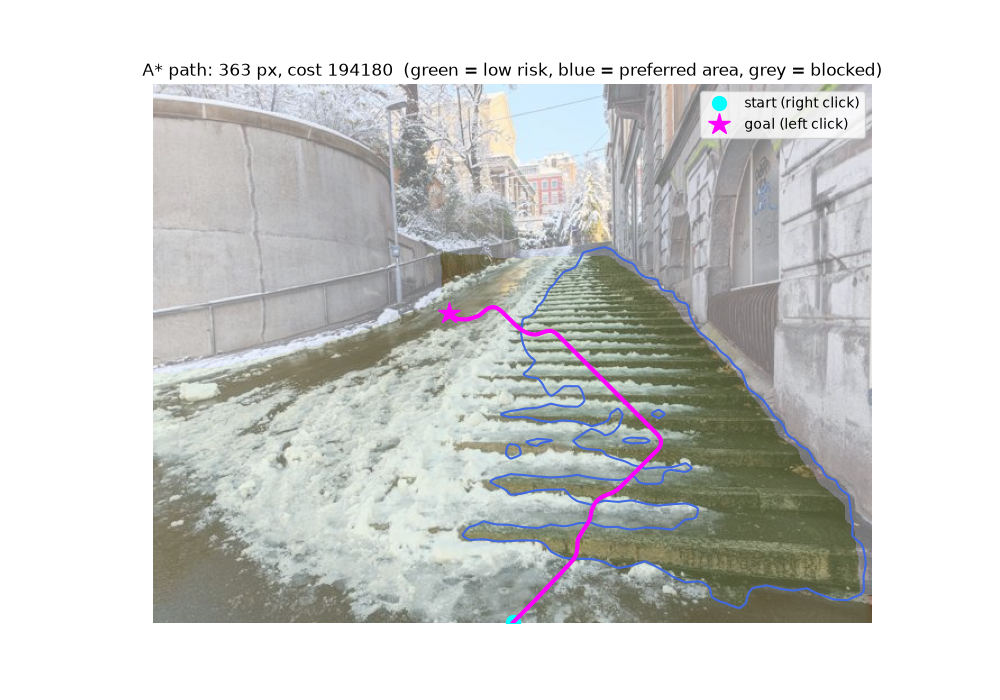 A* path: 363 px, cost 194180  (green = low risk, blue = preferred area, grey = blocked)
start (right click)
goal (left click)